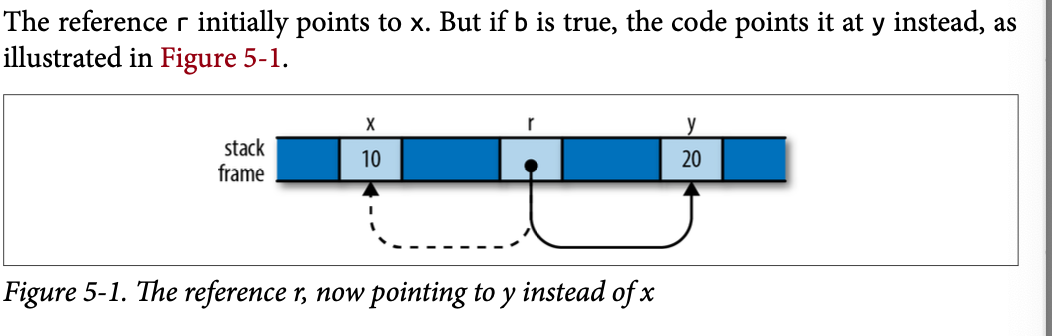 The reference r initially points to x. But if b is true, the code points it at y instead, as
illustrated in Figure 5-1.
x r y
stack
frame
10 20
Figure 5-1. The reference r, now pointing to y instead of x